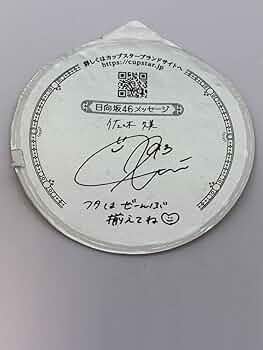 詳しくはカップスターブランドサイトへ
https://cupstar.jp
日向坂46メッセージ
佐々木 久美
フタは ぜーんぶ
揃えてね